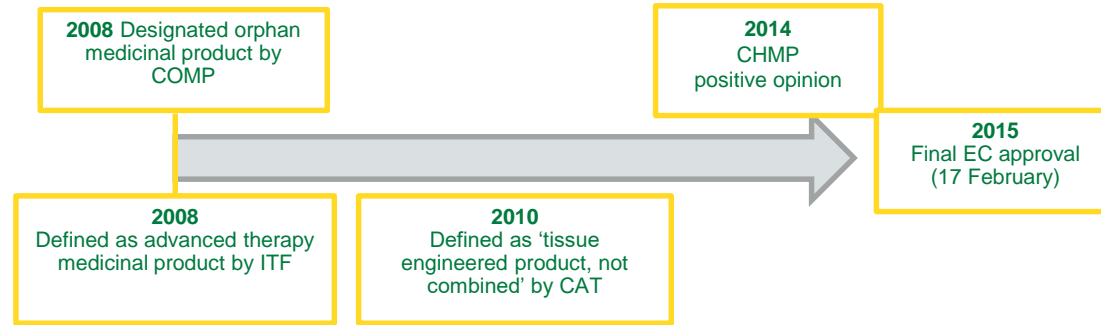 2008 Designated orphan
medicinal product by
COMP
2014
CHMP
positive opinion
2015
Final EC approval
(17 February)
2008
Defined as advanced therapy
medicinal product by ITF
2010
Defined as ‘tissue
engineered product, not
combined’ by CAT